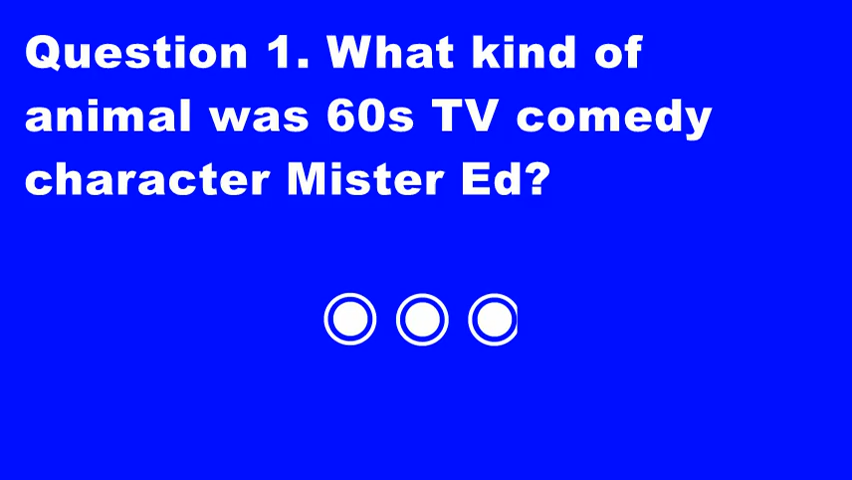 Question 1. What kind of
animal was 60s TV comedy
character Mister Ed?